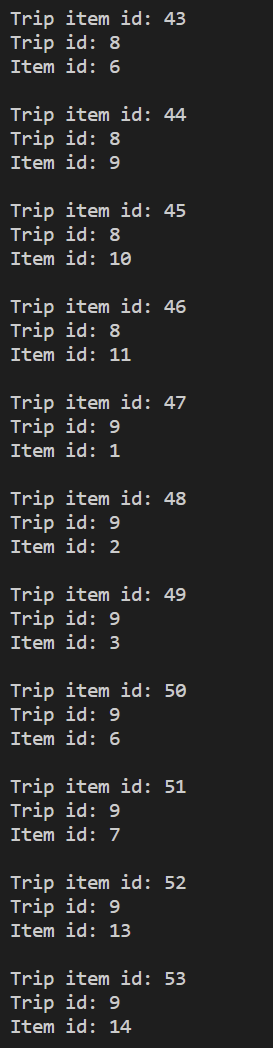 Trip item id: 43
Trip id: 8
Item id: 6
Trip item id: 44
Trip id: 8
Item id: 9
Trip item id: 45
Trip id: 8
Item id: 10
Trip item id: 46
Trip id: 8
Item id: 11
Trip item id: 47
Trip id: 9
Item id: 1
Trip item id: 48
Trip id: 9
Item id: 2
Trip item id: 49
Trip id: 9
Item id: 3
Trip item id: 50
Trip id: 9
Item id: 6
Trip item id: 51
Trip id: 9
Item id: 7
Trip item id: 52
Trip id: 9
Item id: 13
Trip item id: 53
Trip id: 9
Item id: 14